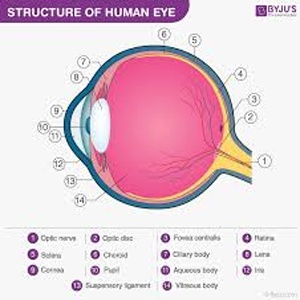 STRUCTURE OF HUMAN EYE
BYJU'S
6
5
7
8
4
3
9
2
10
11
12
1
13
14
1 Optic nerve 2 Optic disc 3 Fovea centralis 4 Retina
5 Sclera 6 Choroid 7 Ciliary body 8 Lens
9 Cornea 10 Pupil 11 Aqueous body 12 Iris
13 Suspensory ligament 14 Vitreous body